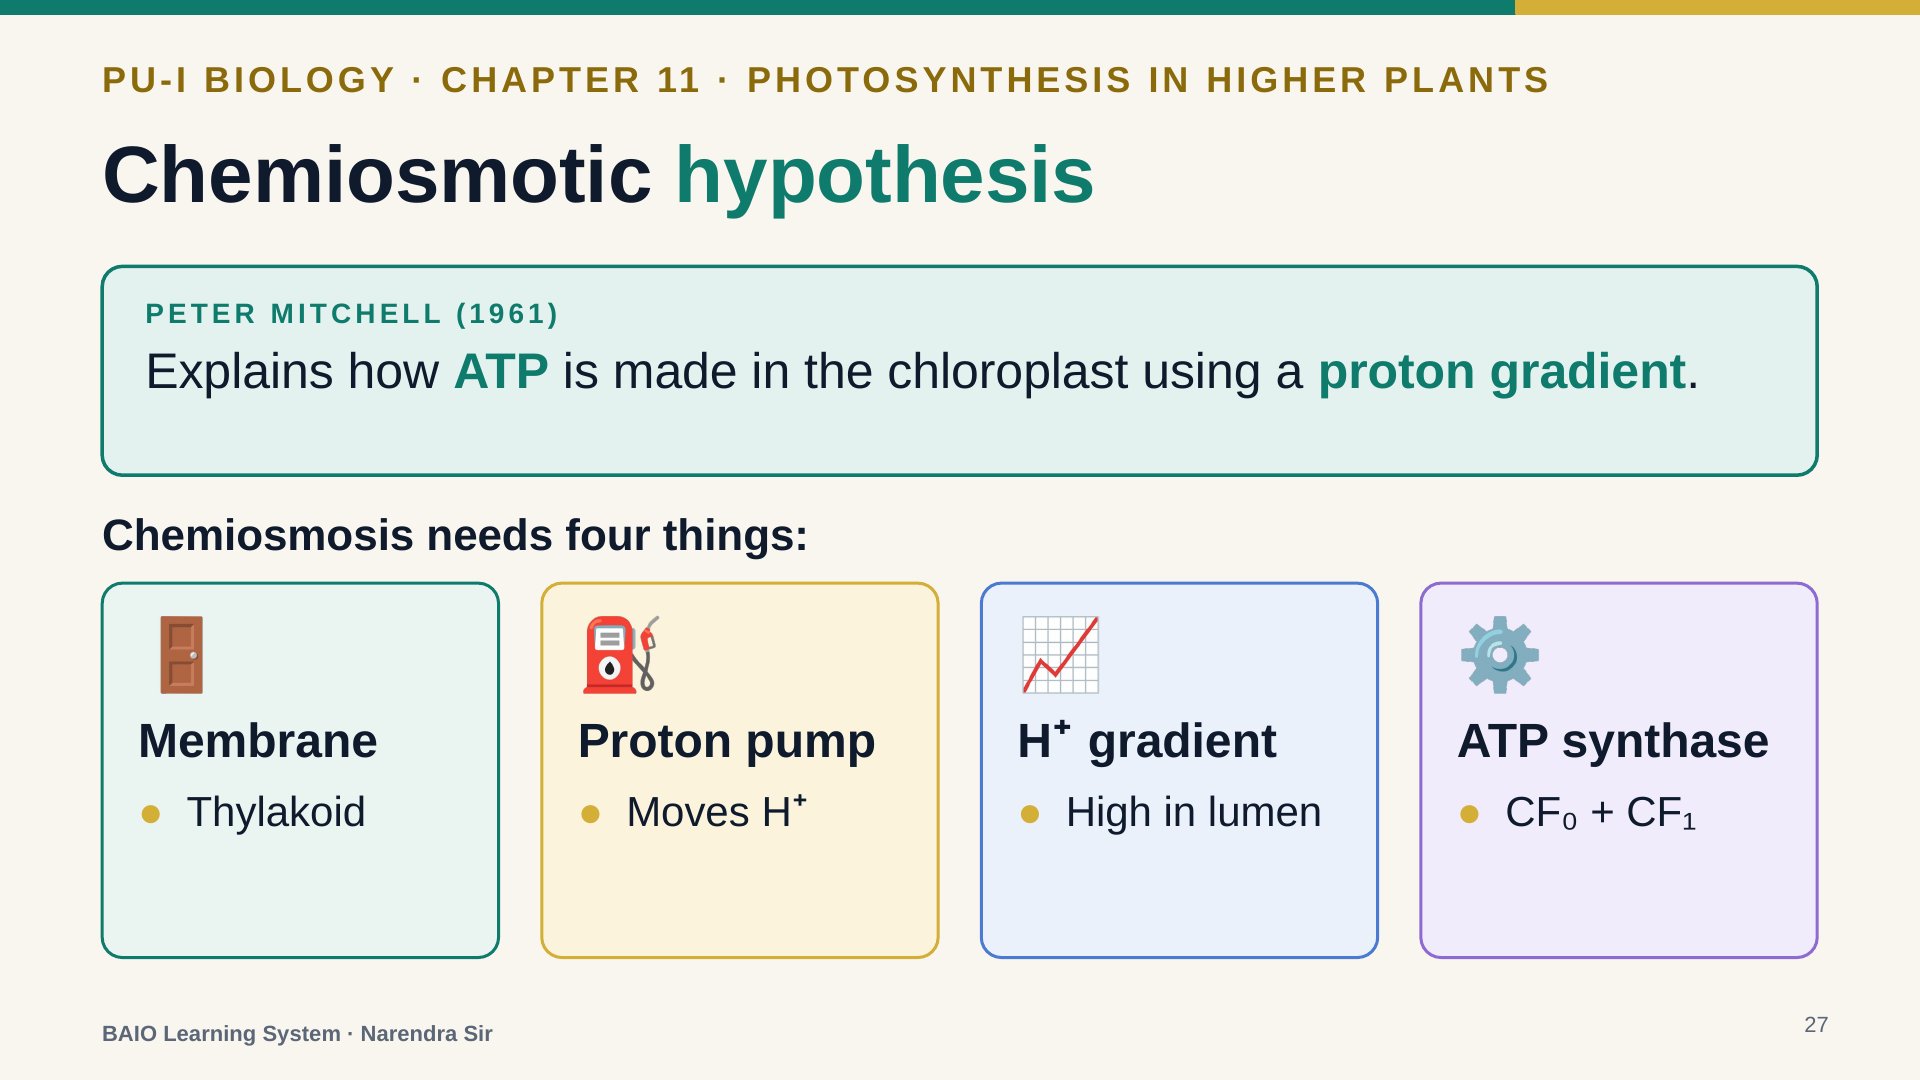 PU-I BIOLOGY · CHAPTER 11 · PHOTOSYNTHESIS IN HIGHER PLANTS
Chemiosmotic hypothesis
PETER MITCHELL (1961)
Explains how ATP is made in the chloroplast using a proton gradient.
Chemiosmosis needs four things:
Membrane
● Thylakoid
Proton pump
● Moves H⁺
H⁺ gradient
● High in lumen
ATP synthase
● CF₀ + CF₁
BAIO Learning System · Narendra Sir
27